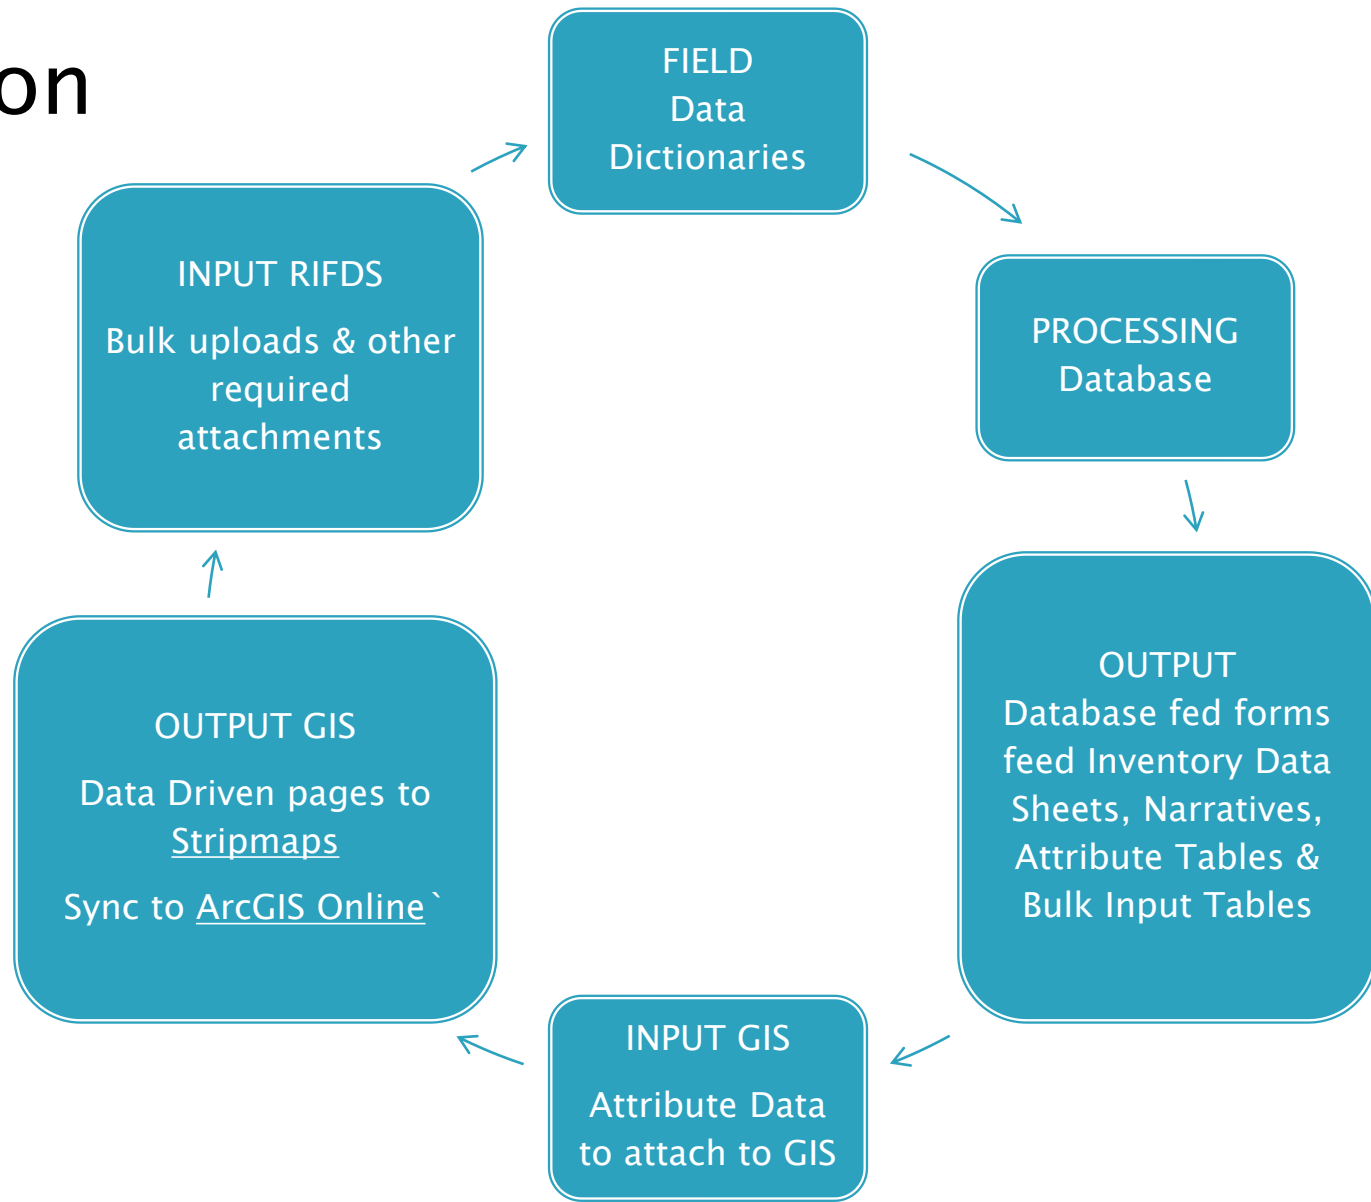 on
FIELD
Data
Dictionaries
PROCESSING
Database
OUTPUT
Database fed forms
feed Inventory Data
Sheets, Narratives,
Attribute Tables &
Bulk Input Tables
INPUT GIS
Attribute Data
to attach to GIS
OUTPUT GIS
Data Driven pages to
Stripmaps
Sync to ArcGIS Online`
INPUT RIFDS
Bulk uploads & other
required
attachments